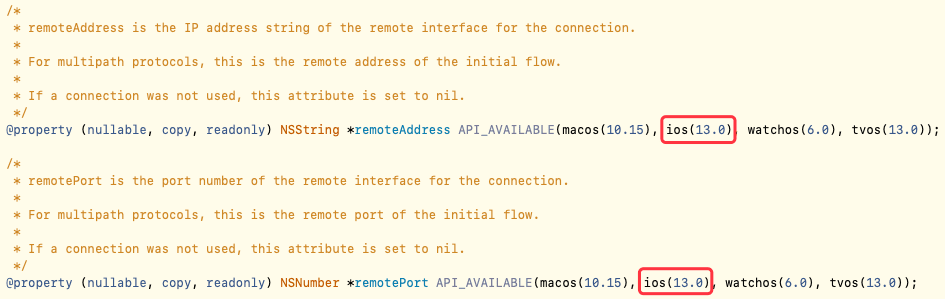 /*
* remoteAddress is the IP address string of the remote interface for the connection.
*
* For multipath protocols, this is the remote address of the initial flow.
*
* If a connection was not used, this attribute is set to nil.
*/
@property (nullable, copy, readonly) NSString *remoteAddress API_AVAILABLE(macos(10.15), ios(13.0), watchos(6.0), tvos(13.0));
/*
* remotePort is the port number of the remote interface for the connection.
*
* For multipath protocols, this is the remote port of the initial flow.
*
* If a connection was not used, this attribute is set to nil.
*/
@property (nullable, copy, readonly) NSNumber *remotePort API_AVAILABLE(macos(10.15), ios(13.0), watchos(6.0), tvos(13.0));